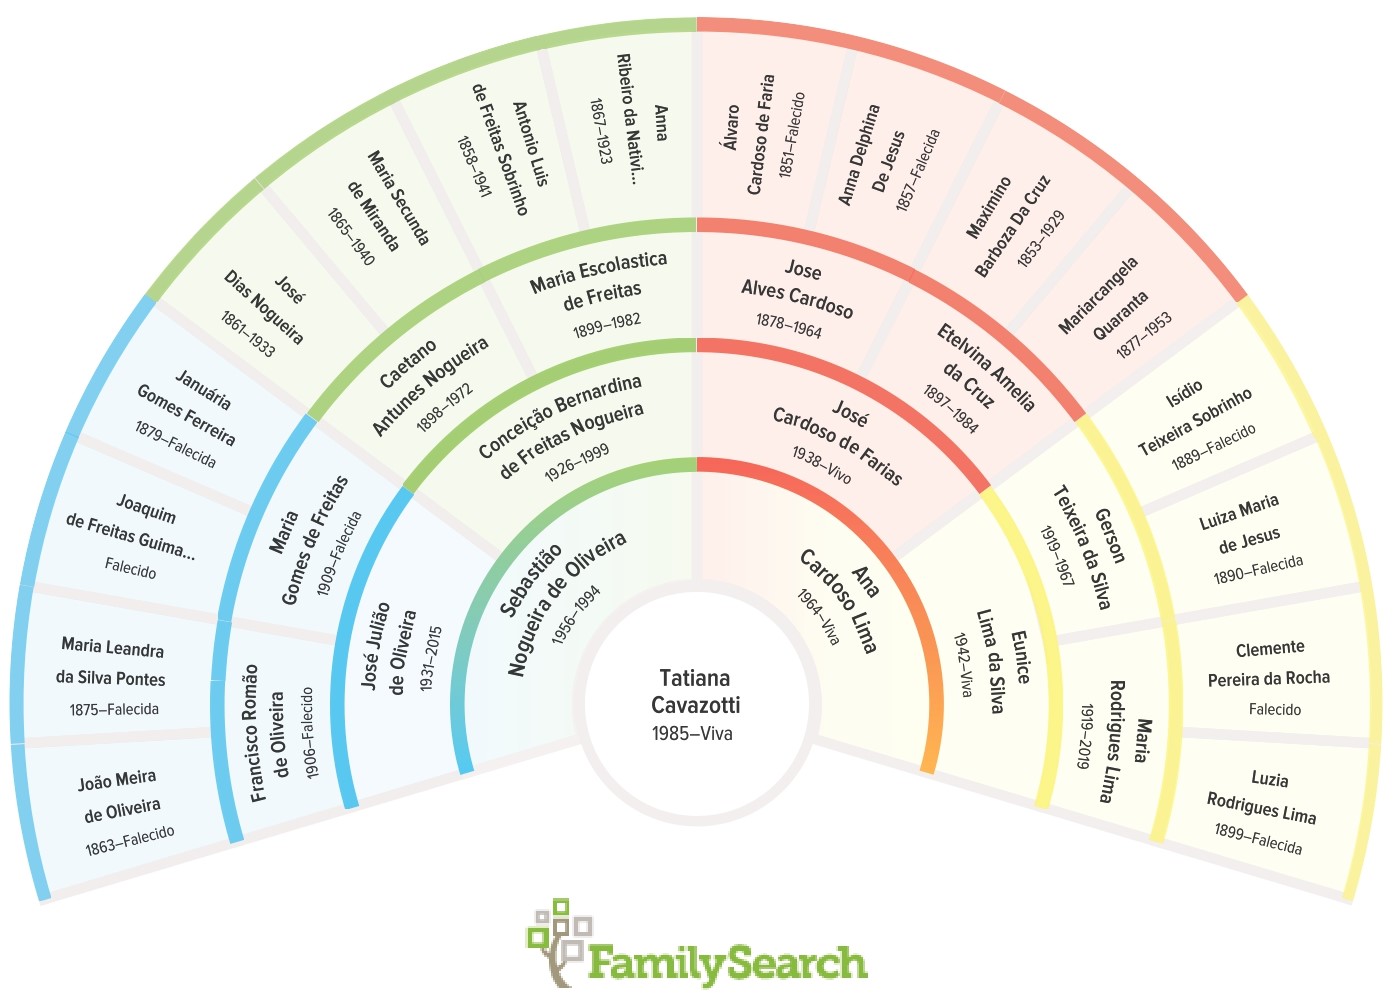 Tatiana
Cavazotti
1985–Viva
Sebastião
Nogueira de Oliveira
1956–1994
Ana
Cardoso Lima
1964–Viva
José Julião
de Oliveira
1931–2015
Conceição Bernardina
de Freitas Nogueira
1926–1999
José
Cardoso de Farias
1938–Vivo
Eunice
Lima da Silva
1942–Viva
Francisco Romão
de Oliveira
1906–Falecido
Maria
Gomes de Freitas
1909–Falecida
Caetano
Antunes Nogueira
1898–1972
Maria Escolastica
de Freitas
1899–1982
Jose
Alves Cardoso
1878–1964
Etelvina Amelia
da Cruz
1897–1984
Gerson
Teixeira da Silva
1919–1967
Maria
Rodrigues Lima
1919–2019
João Meira
de Oliveira
1863–Falecido
Maria Leandra
da Silva Pontes
1875–Falecida
Joaquim
de Freitas Guima...
Falecido
Januária
Gomes Ferreira
1879–Falecida
José
Dias Nogueira
1861–1933
Maria Secunda
de Miranda
1865–1940
Antonio Luis
de Freitas Sobrinho
1858–1941
Anna
Ribeiro da Nativi...
1867–1923
Álvaro
Cardoso de Faria
1851–Falecido
Anna Delphina
De Jesus
1857–Falecida
Maximino
Barboza Da Cruz
1853–1929
Mariarcangela
Quaranta
1877–1953
Isídio
Teixeira Sobrinho
1889–Falecido
Luiza Maria
de Jesus
1890–Falecida
Clemente
Pereira da Rocha
Falecido
Luzia
Rodrigues Lima
1899–Falecida
FamilySearch